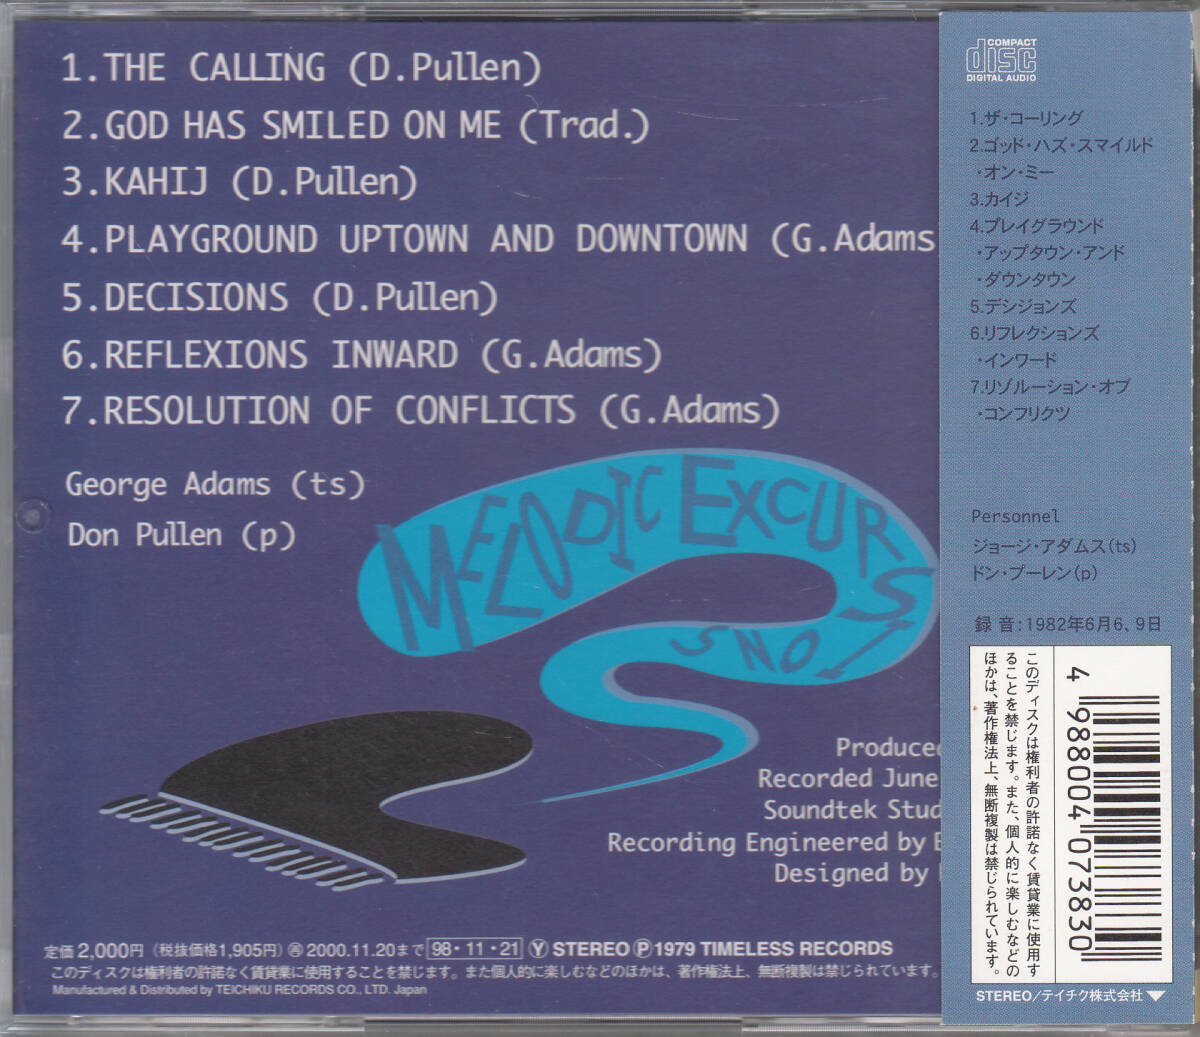 1.THE CALLING (D.Pullen)
2.GOD HAS SMILED ON ME (Trad.)
3.KAHIJ (D.Pullen)
4.PLAYGROUND UPTOWN AND DOWNTOWN (G.Adams
5.DECISIONS (D.Pullen)
6.REFLEXIONS INWARD (G.Adams)
7.RESOLUTION OF CONFLICTS (G.Adams)
George Adams (ts)
Don Pullen (p)
MELODIC EXCURSIONS
Produced
Recorded June
Soundtek Stud
Recording Engineered by
Designed by
定価 2,000円 (税抜価格1,905円) ㊞ 2000.11.20まで 98・11・21 Ⓨ STEREO Ⓟ 1979 TIMELESS RECORDS
このディスクは権利者の許諾なく賃貸業に使用することを禁じます。また個人的に楽しむなどのほかは、著作権法上、無断複製は禁じられています。
Manufactured & Distributed by TEICHIKU RECORDS CO., LTD. Japan
COMPACT
disc
DIGITAL AUDIO
1.ザ・コーリング
2.ゴッド・ハズ・スマイルド
・オン・ミー
3.カイジ
4.プレイグラウンド
・アップタウン・アンド
・ダウンタウン
5.デシジョンズ
6.リフレクションズ
・インワード
7.リゾルーション・オブ
・コンフリクツ
Personnel
ジョージ・アダムス(ts)
ドン・プーレン(p)
録 音:1982年6月6、9日
このディスクは権利者の許諾なく賃貸業に使用す
ることを禁じます。また、個人的に楽しむなどの
ほかは、著作権法上、無断複製は禁じられています。
4 988004 073830
STEREO/テイチク株式会社